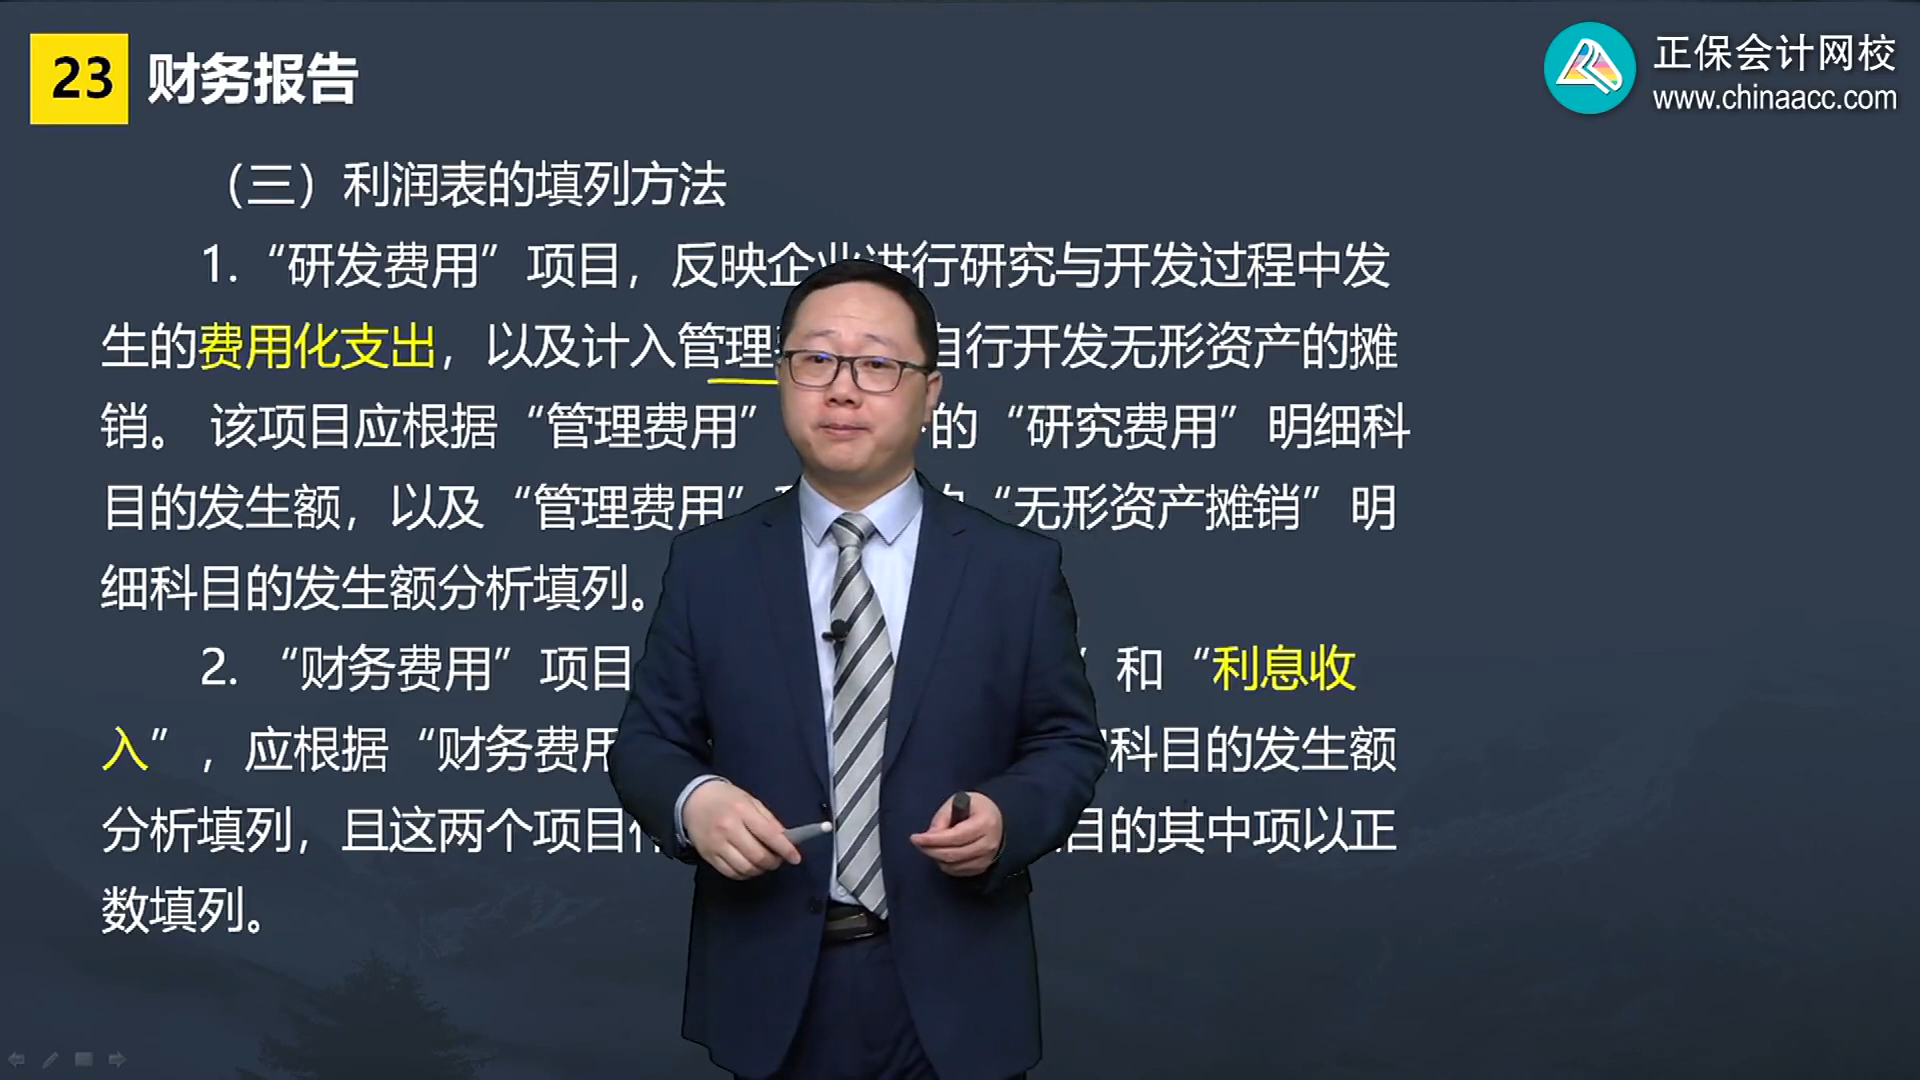 23 财务报告
正保会计网校
www.chinaacc.com
（三）利润表的填列方法
1. “研发费用”项目，反映企业进行研究与开发过程中发
生的费用化支出，以及计入管理 自行开发无形资产的摊
销。 该项目应根据“管理费用” 的“研究费用”明细科
目的发生额，以及“管理费用” “无形资产摊销”明
细科目的发生额分析填列。
2. “财务费用”项目 ”和“利息收
入”，应根据“财务费用 科目的发生额
分析填列，且这两个项目作 目的其中项以正
数填列。